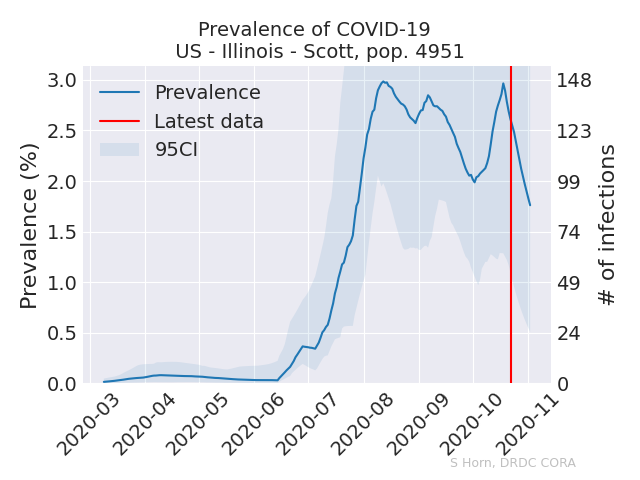 Prevalence of COVID-19
US - Illinois - Scott, pop. 4951
Prevalence
Latest data
95CI
Prevalence (%)
3.0
2.5
2.0
1.5
1.0
0.5
0.0
148
123
99
74
49
24
0
# of infections
2020-03
2020-04
2020-05
2020-06
2020-07
2020-08
2020-09
2020-10
2020-11
S Horn, DRDC CORA